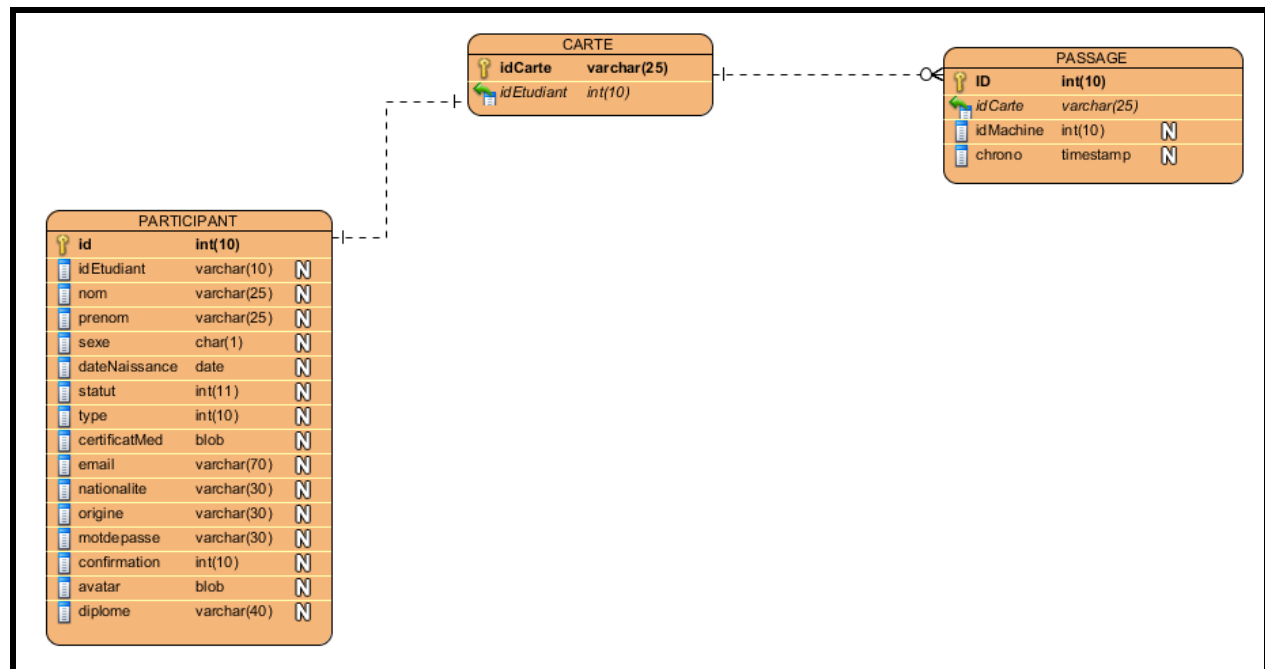 CARTE
idCarte varchar(25)
idEtudiant int(10)
PASSAGE
ID int(10)
idCarte varchar(25)
idMachine int(10) N
chrono timestamp N
PARTICIPANT
id int(10)
idEtudiant varchar(10) N
nom varchar(25) N
prenom varchar(25) N
sexe char(1) N
dateNaissance date N
statut int(11) N
type int(10) N
certificatMed blob N
email varchar(70) N
nationalite varchar(30) N
origine varchar(30) N
motdepasse varchar(30) N
confirmation int(10) N
avatar blob N
diplome varchar(40) N